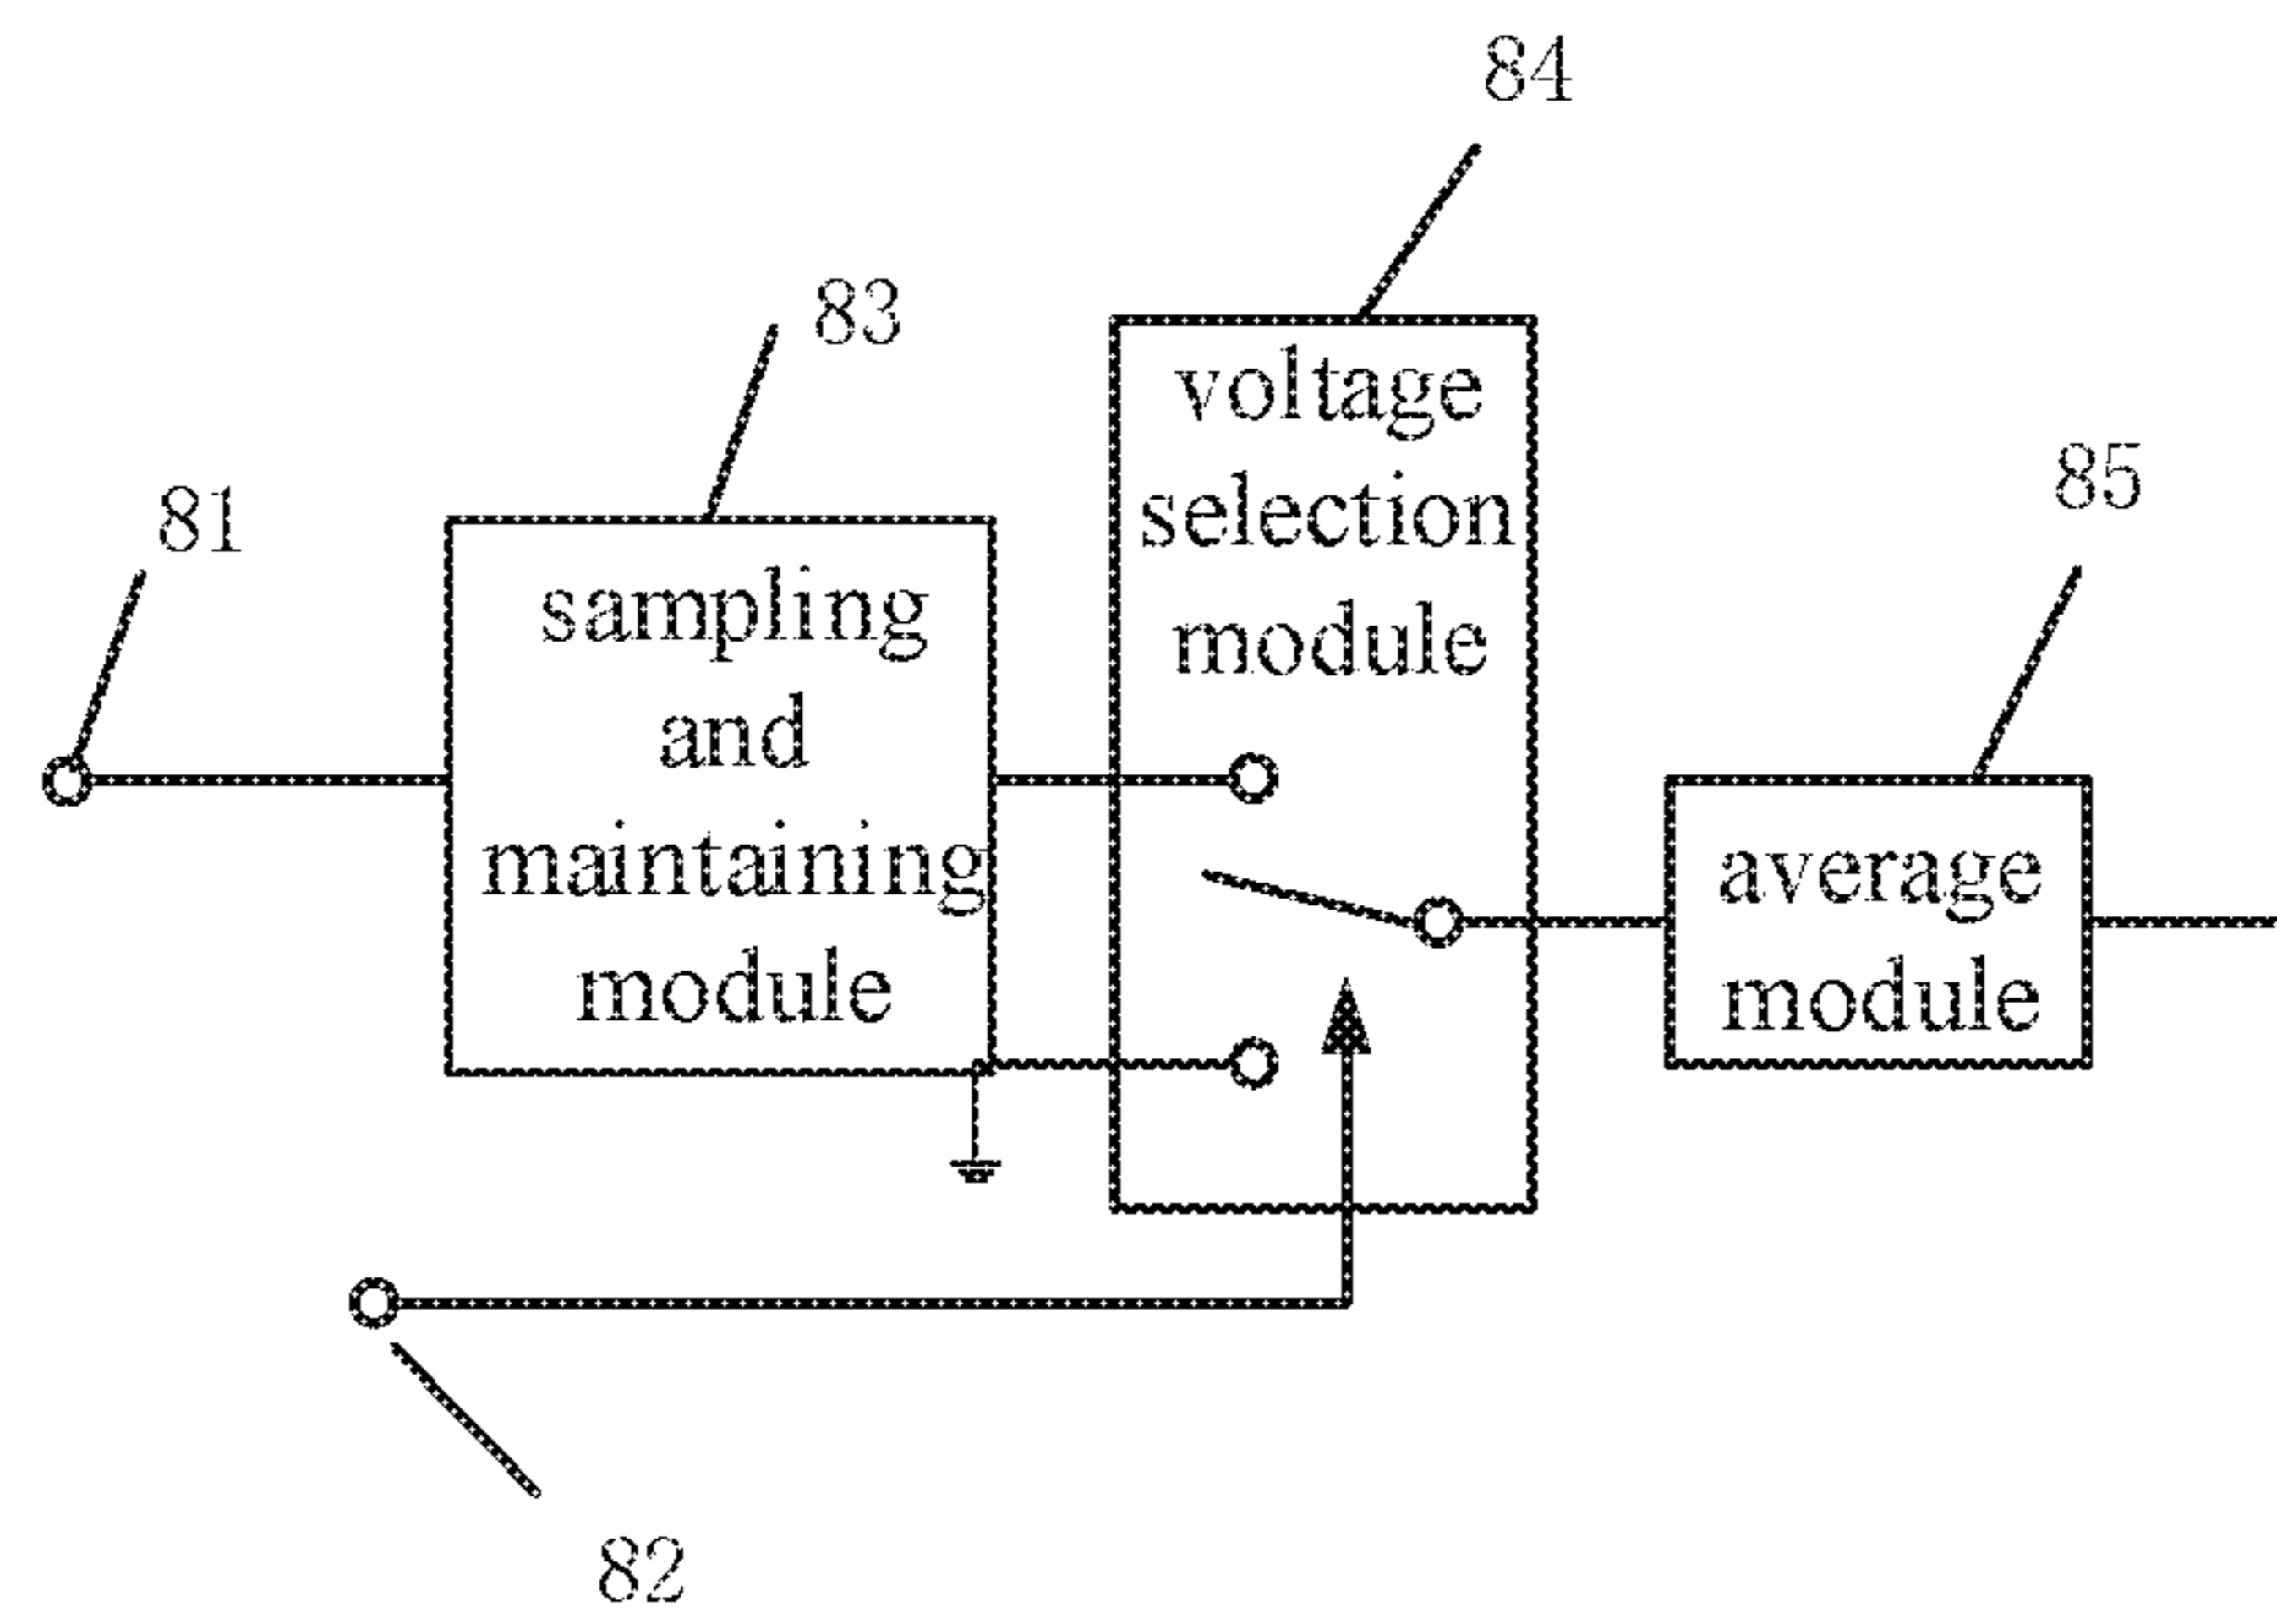 84
83
voltage
selection
module
85
81
sampling
and
maintaining
module
average
module
82